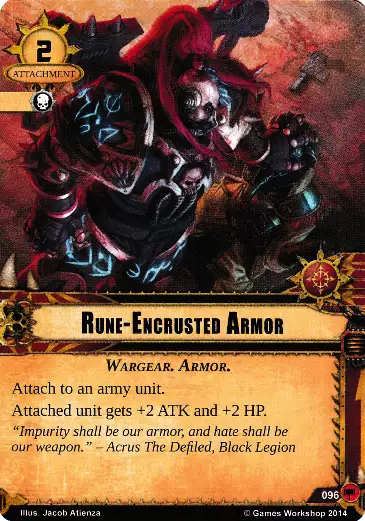 2
ATTACHMENT
RUNE-ENCRUSTED ARMOR
WARGEAR. ARMOR.
Attach to an army unit.
Attached unit gets +2 ATK and +2 HP.
“Impurity shall be our armor, and hate shall be
our weapon.” – Acrus The Defiled, Black Legion
096
Illus. Jacob Atienza
© Games Workshop 2014